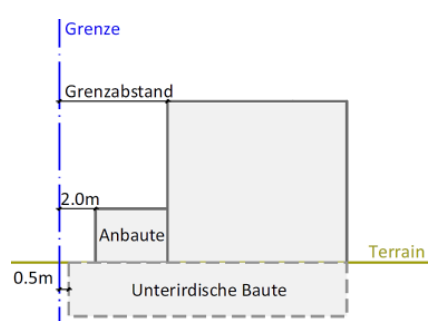 Grenze
Grenzabstand
2.0m
Anbaute
Terrain
0.5m
Unterirdische Baute